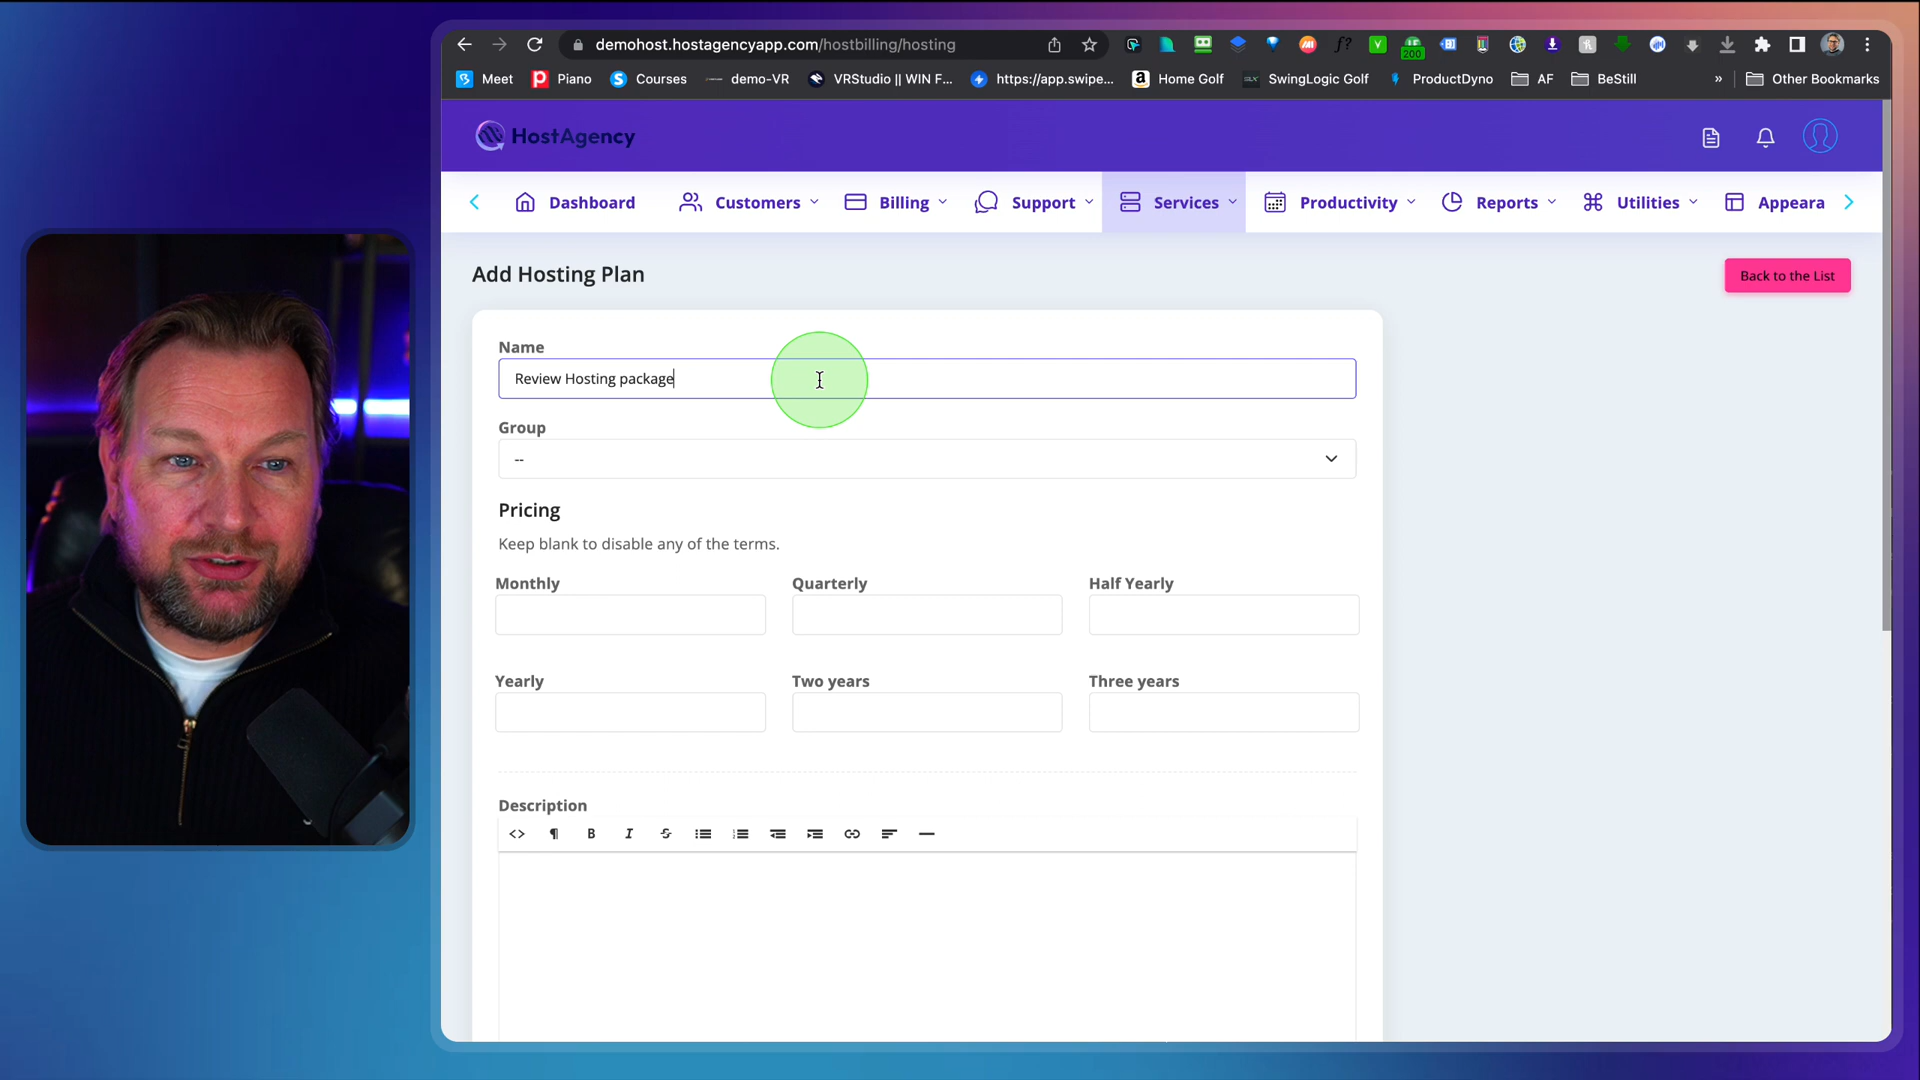 demohost.hostagencyapp.com/hostbilling/hosting
200
Meet Piano Courses demo-VR VRStudio || WIN F... https://app.swipe... Home Golf SwingLogic Golf ProductDyno AF BeStill » Other Bookmarks
HostAgency
Dashboard Customers Billing Support Services Productivity Reports Utilities Appeara
Add Hosting Plan
Back to the List
Name
Review Hosting package
Group
--
Pricing
Keep blank to disable any of the terms.
Monthly Quarterly Half Yearly
Yearly Two years Three years
Description